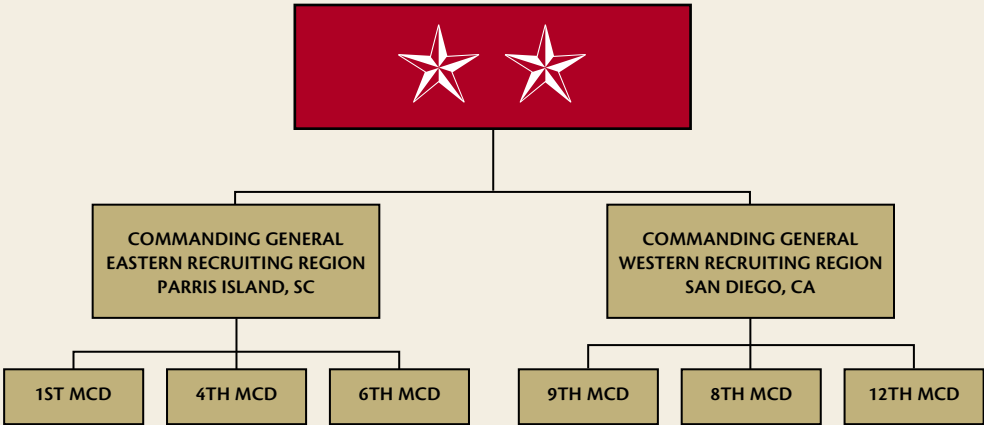 COMMANDING GENERAL
EASTERN RECRUITING REGION
PARRIS ISLAND, SC
COMMANDING GENERAL
WESTERN RECRUITING REGION
SAN DIEGO, CA
1ST MCD
4TH MCD
6TH MCD
9TH MCD
8TH MCD
12TH MCD